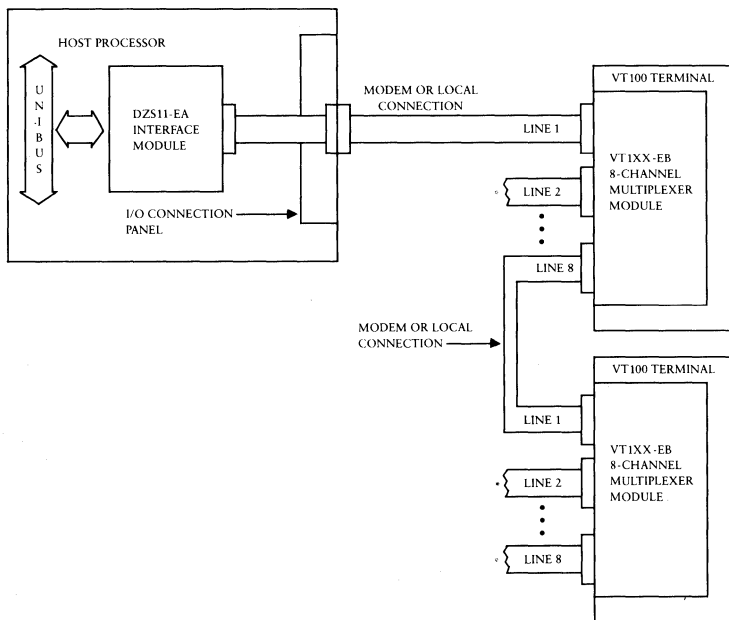 HOST PROCESSOR
UN·IBUS
DZS11-EA
INTERFACE
MODULE
I/O CONNECTION
PANEL
MODEM OR LOCAL
CONNECTION
VT100 TERMINAL
LINE 1
VT1XX-EB
8-CHANNEL
MULTIPLEXER
MODULE
LINE 2
LINE 8
MODEM OR LOCAL
CONNECTION
VT100 TERMINAL
LINE 1
VT1XX-EB
8-CHANNEL
MULTIPLEXER
MODULE
LINE 2
LINE 8